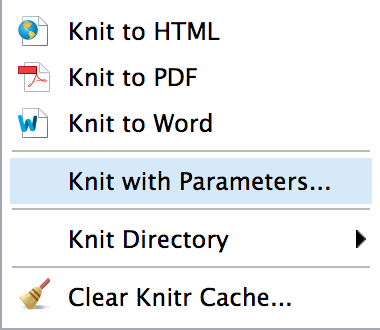 Knit to HTML
Knit to PDF
Knit to Word
Knit with Parameters...
Knit Directory
Clear Knitr Cache...